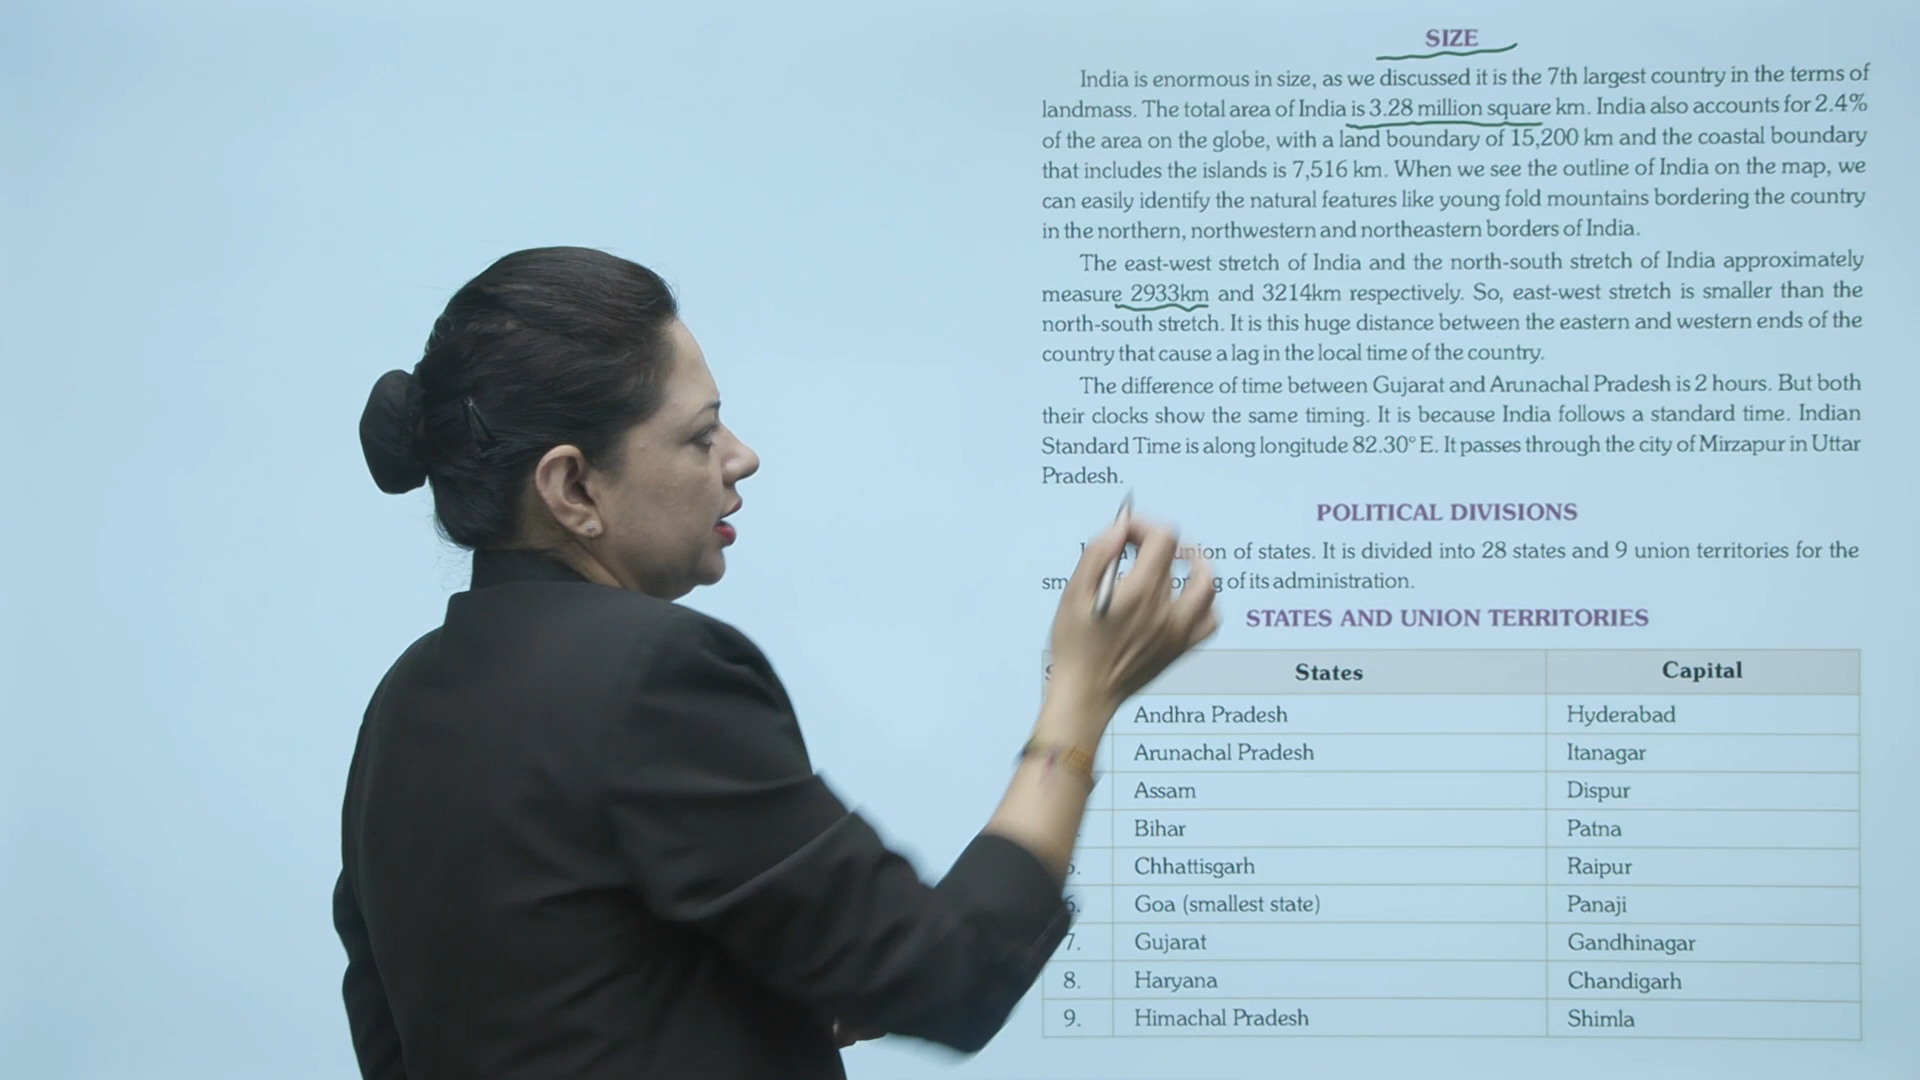 SIZE
India is enormous in size, as we discussed it is the 7th largest country in the terms of
landmass. The total area of India is 3.28 million square km. India also accounts for 2.4%
of the area on the globe, with a land boundary of 15,200 km and the coastal boundary
that includes the islands is 7,516 km. When we see the outline of India on the map, we
can easily identify the natural features like young fold mountains bordering the country
in the northern, northwestern and northeastern borders of India.
The east-west stretch of India and the north-south stretch of India approximately
measure 2933km and 3214km respectively. So, east-west stretch is smaller than the
north-south stretch. It is this huge distance between the eastern and western ends of the
country that cause a lag in the local time of the country.
The difference of time between Gujarat and Arunachal Pradesh is 2 hours. But both
their clocks show the same timing. It is because India follows a standard time. Indian
Standard Time is along longitude 82.30° E. It passes through the city of Mirzapur in Uttar
Pradesh.
POLITICAL DIVISIONS
union of states. It is divided into 28 states and 9 union territories for the
of its administration.
STATES AND UNION TERRITORIES
States Capital
Andhra Pradesh Hyderabad
Arunachal Pradesh Itanagar
Assam Dispur
Bihar Patna
5. Chhattisgarh Raipur
6. Goa (smallest state) Panaji
7. Gujarat Gandhinagar
8. Haryana Chandigarh
9. Himachal Pradesh Shimla